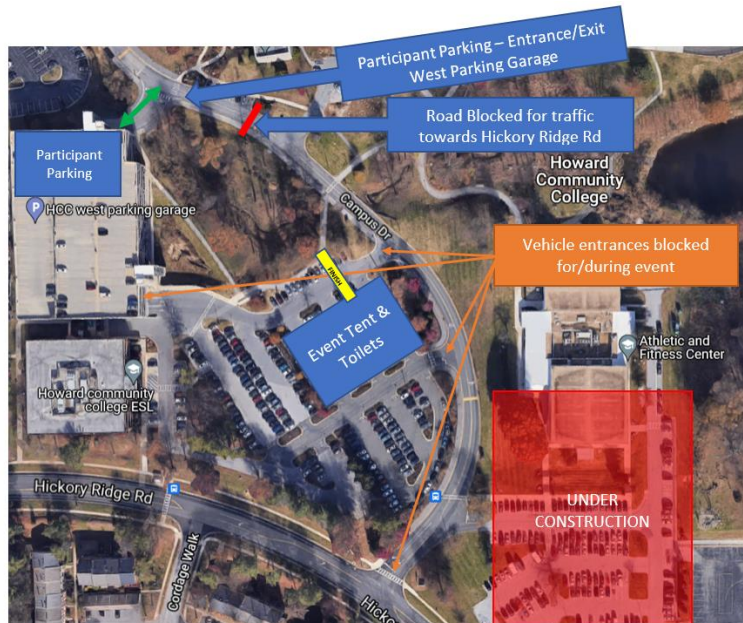 Participant Parking – Entrance/Exit
West Parking Garage
Road Blocked for traffic
towards Hickory Ridge Rd
Participant
Parking
Howard
Community
College
P
HCC west parking garage
Campus Dr
Vehicle entrances blocked
for/during event
FINISH
Event Tent &
Toilets
Athletic and
Fitness Center
Howard community
college ESL
Hickory Ridge Rd
UNDER
CONSTRUCTION
Cordage Walk
Hicko